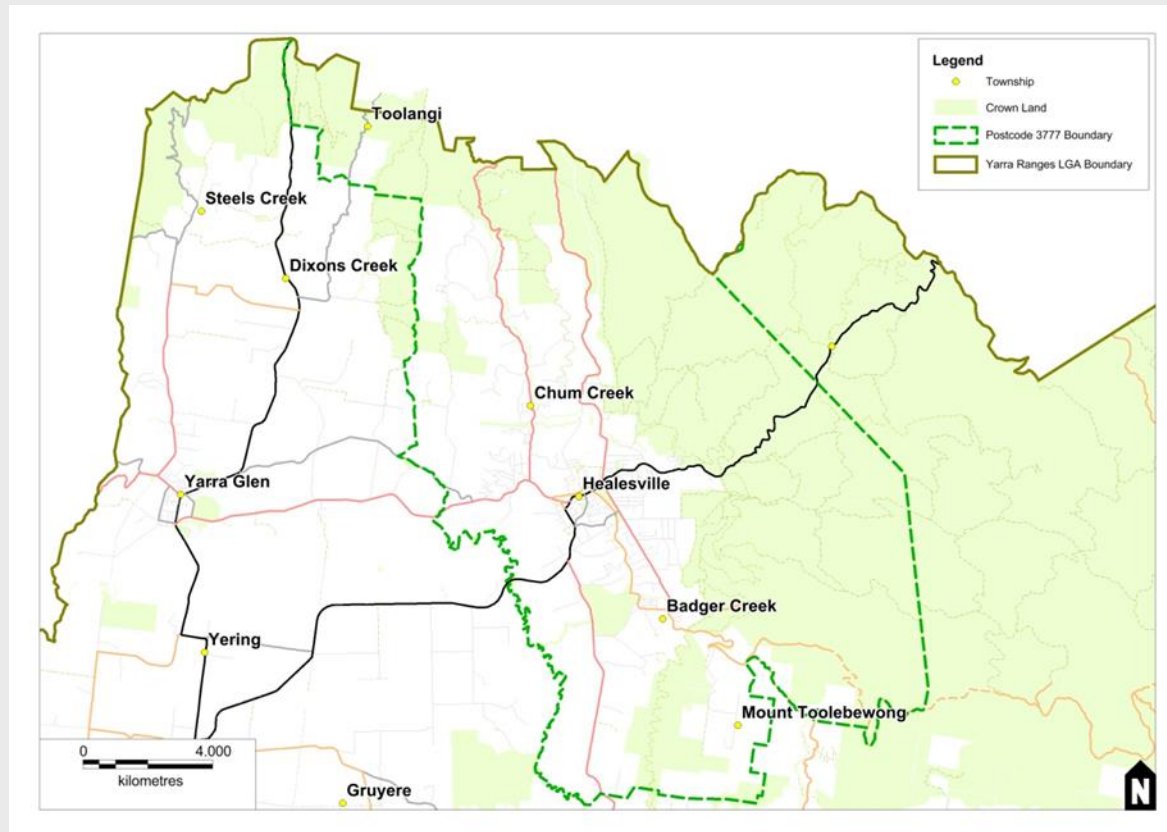 Legend
Township
Crown Land
Postcode 3777 Boundary
Yarra Ranges LGA Boundary
Toolangi
Steels Creek
Dixons Creek
Chum Creek
Yarra Glen
Healesville
Badger Creek
Yering
Mount Toolebewong
0 4.000
kilometres
Gruyere
N